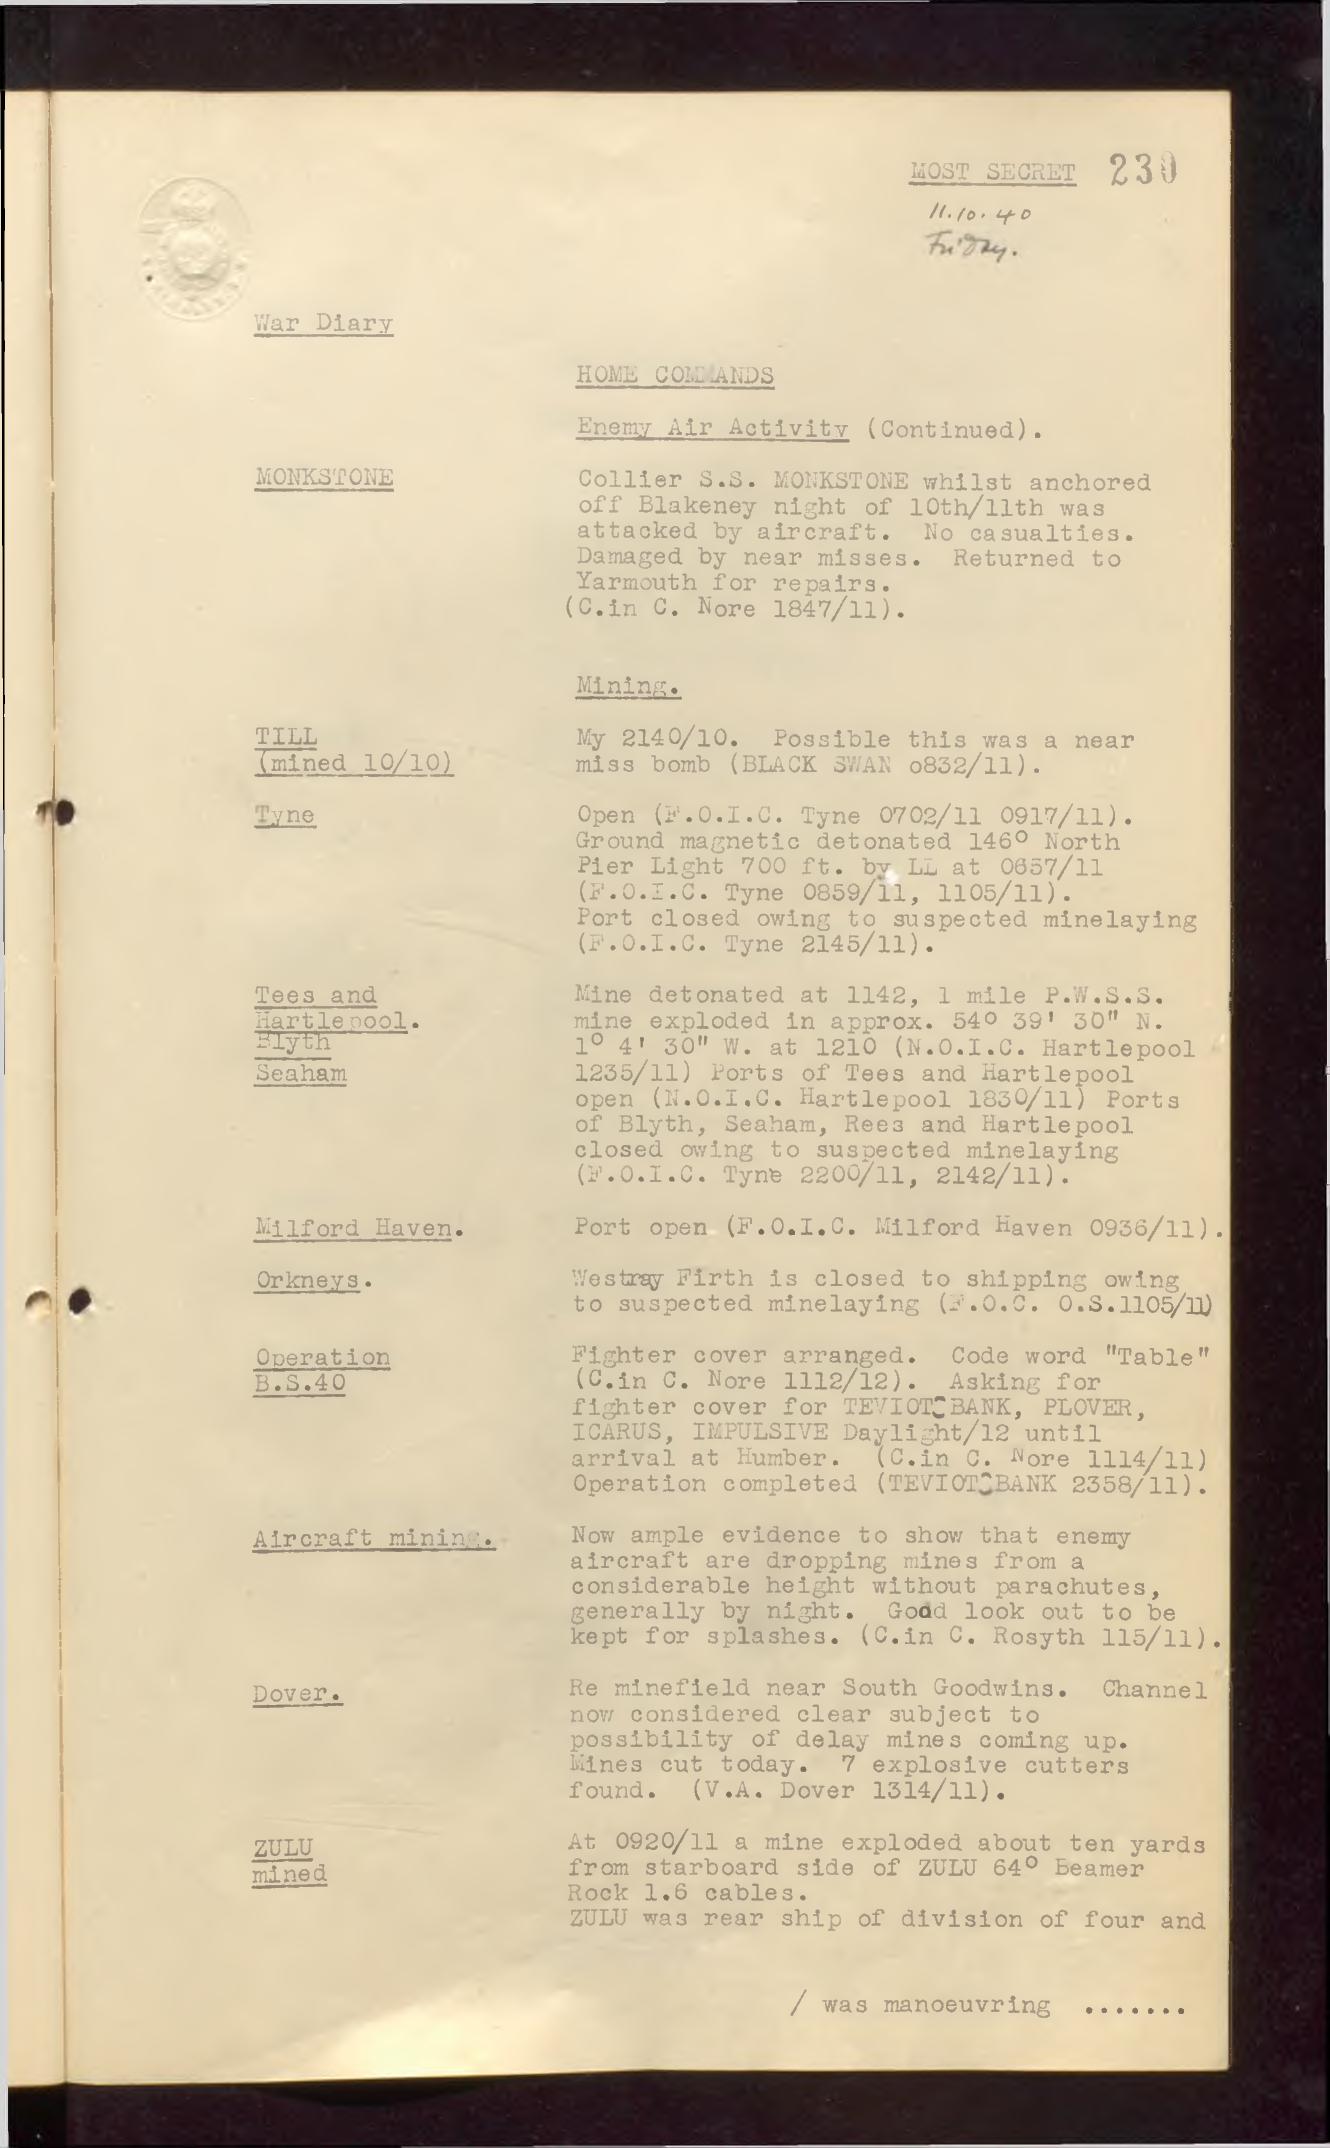 MOST SECRET 230
11.10.40
Friday.
War Diary
HOME COMMANDS
Enemy Air Activity (Continued).
MONKSTONE
Collier S.S. MONKSTONE whilst anchored
off Blakeney night of 10th/11th was
attacked by aircraft. No casualties.
Damaged by near misses. Returned to
Yarmouth for repairs.
(C.in C. Nore 1847/11).
Mining.
TILL
(mined 10/10)
My 2140/10. Possible this was a near
miss bomb (BLACK SWAN o832/11).
Tyne
Open (F.O.I.C. Tyne 0702/11 0917/11).
Ground magnetic detonated 146° North
Pier Light 700 ft. by LL at 0657/11
(F.O.I.C. Tyne 0859/11, 1105/11).
Port closed owing to suspected minelaying
(F.O.I.C. Tyne 2145/11).
Tees and
Hartlepool.
Blyth
Seaham
Mine detonated at 1142, 1 mile P.W.S.S.
mine exploded in approx. 54° 39' 30" N.
1° 4' 30" W. at 1210 (N.O.I.C. Hartlepool
1235/11) Ports of Tees and Hartlepool
open (N.O.I.C. Hartlepool 1830/11) Ports
of Blyth, Seaham, Rees and Hartlepool
closed owing to suspected minelaying
(F.O.I.C. Tyne 2200/11, 2142/11).
Milford Haven.
Port open (F.O.I.C. Milford Haven 0936/11).
Orkneys.
Westray Firth is closed to shipping owing
to suspected minelaying (F.O.C. O.S.1105/11)
Operation
B.S.40
Fighter cover arranged. Code word "Table"
(C.in C. Nore 1112/12). Asking for
fighter cover for TEVIOT BANK, PLOVER,
ICARUS, IMPULSIVE Daylight/12 until
arrival at Humber. (C.in C. Nore 1114/11)
Operation completed (TEVIOT BANK 2358/11).
Aircraft mining.
Now ample evidence to show that enemy
aircraft are dropping mines from a
considerable height without parachutes,
generally by night. Good look out to be
kept for splashes. (C.in C. Rosyth 115/11).
Dover.
Re minefield near South Goodwins. Channel
now considered clear subject to
possibility of delay mines coming up.
Mines cut today. 7 explosive cutters
found. (V.A. Dover 1314/11).
ZULU
mined
At 0920/11 a mine exploded about ten yards
from starboard side of ZULU 64° Beamer
Rock 1.6 cables.
ZULU was rear ship of division of four and
/ was manoeuvring .......